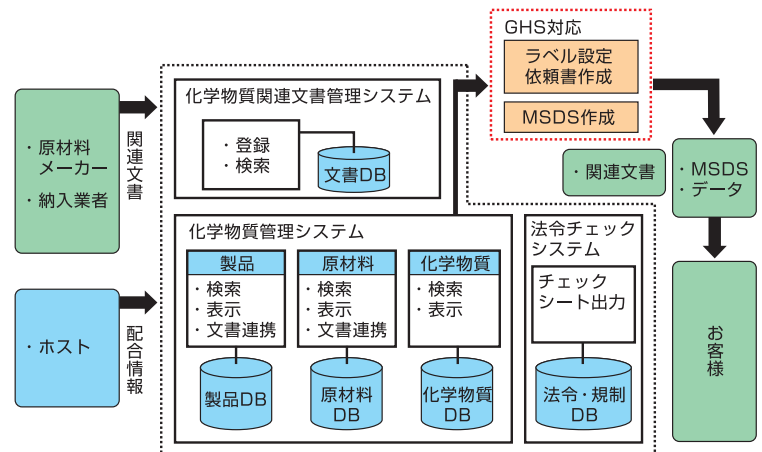 GHS対応
ラベル設定
依頼書作成
MSDS作成
化学物質関連文書管理システム
・登録
・検索
文書DB
・原材料
メーカー
・納入業者
関連文書
・関連文書
・MSDS
・データ
化学物質管理システム
製品
・検索
・表示
・文書連携
製品DB
原材料
・検索
・表示
・文書連携
原材料
DB
化学物質
・検索
・表示
化学物質
DB
法令チェック
システム
チェック
シート出力
法令・規制
DB
・ホスト
配合情報
お客様